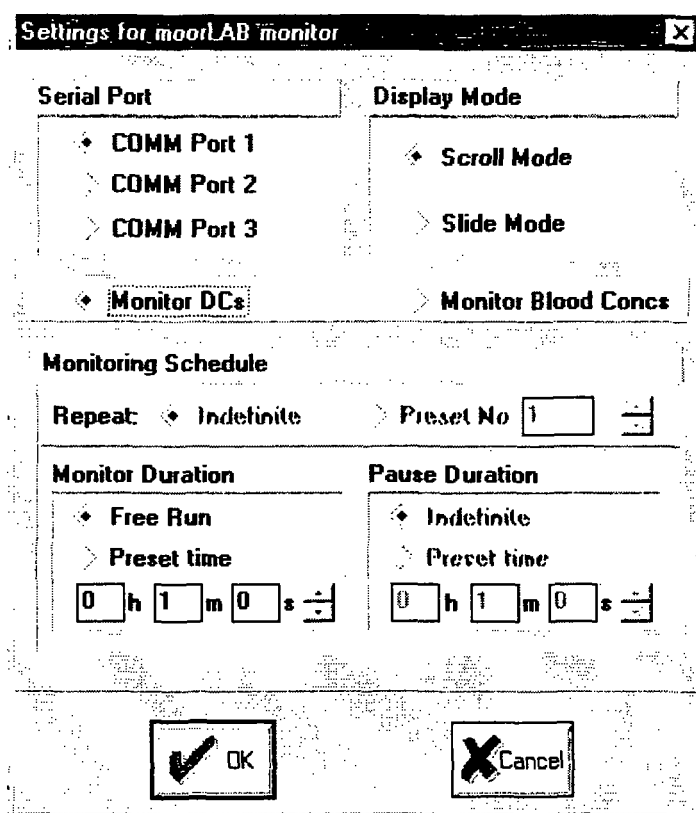 Settings for moorLAB monitor
Serial Port
COMM Port 1
COMM Port 2
COMM Port 3
Monitor DCs
Display Mode
Scroll Mode
Slide Mode
Monitor Blood Concs
Monitoring Schedule
Repeat: Indefinite Preset No 1
Monitor Duration
Free Run
Preset time
0 h 1 m 0 s
Pause Duration
Indefinite
Preset time
0 h 1 m 0 s
OK Cancel